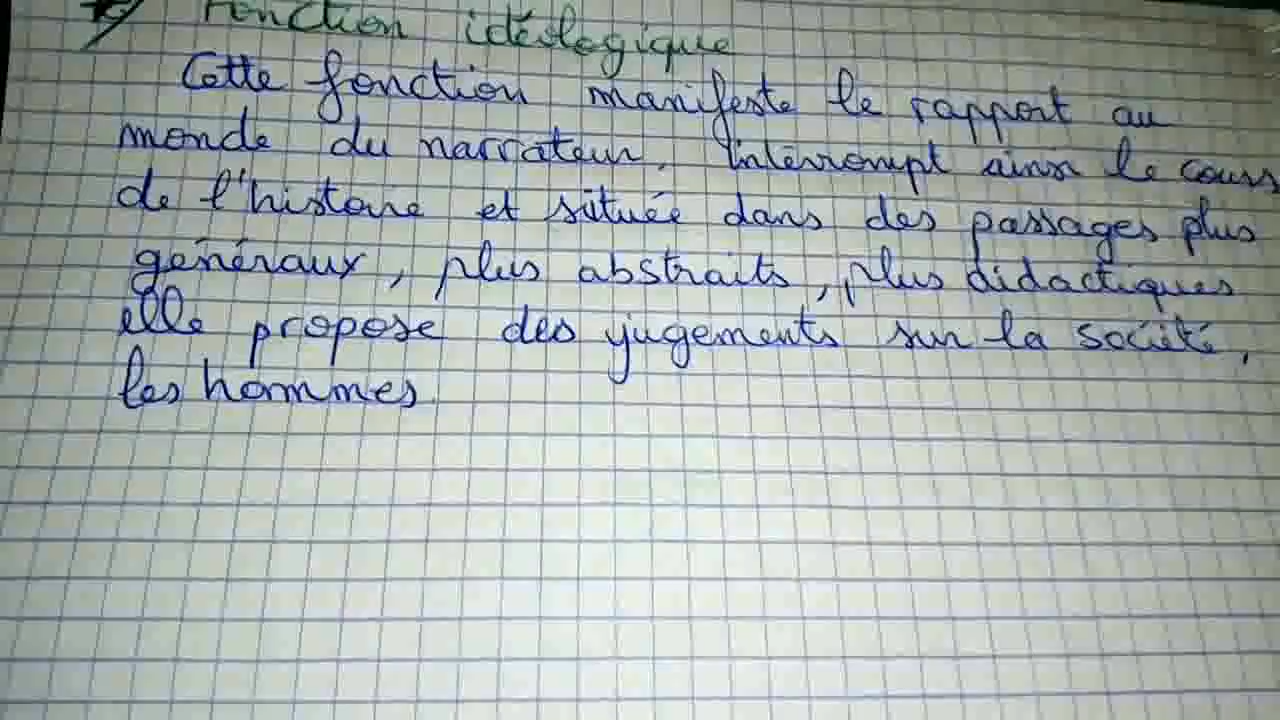 Fonction idéologique
Cette fonction manifeste le rapport au
monde du narrateur. Interrompt ainsi le cours
de l'histoire et située dans des passages plus
généraux, plus abstraits, plus didactiques
elle propose des jugements sur la société,
les hommes.